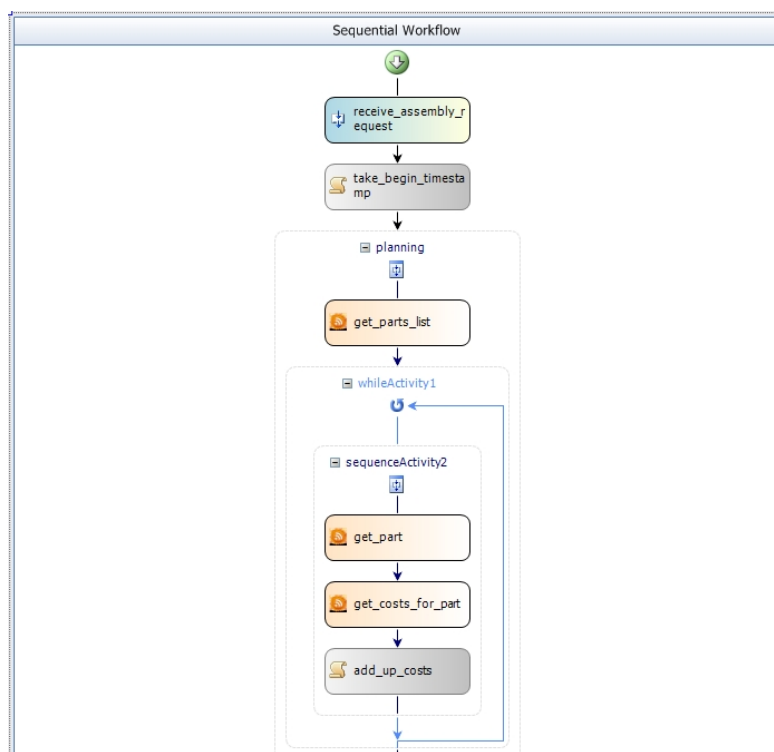 Sequential Workflow
receive_assembly_r
equest
take_begin_timesta
mp
planning
get_parts_list
whileActivity1
sequenceActivity2
get_part
get_costs_for_part
add_up_costs